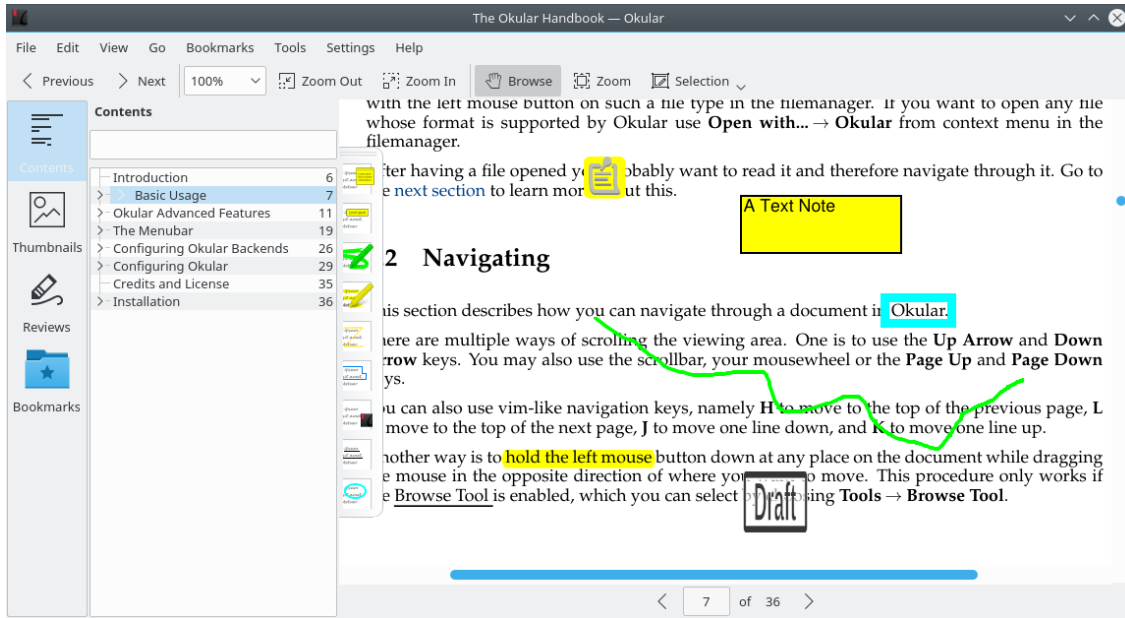 The Okular Handbook — Okular
File Edit View Go Bookmarks Tools Settings Help
Previous Next 100% Zoom Out Zoom In Browse Zoom Selection
Contents
Thumbnails
Reviews
Bookmarks
Contents
Introduction 6
Basic Usage 7
Okular Advanced Features 11
The Menubar 19
Configuring Okular Backends 26
Configuring Okular 29
Credits and License 35
Installation 36
with the left mouse button on such a file type in the filemanager. If you want to open any file
whose format is supported by Okular use Open with... → Okular from context menu in the
filemanager.
fter having a file opened y obably want to read it and therefore navigate through it. Go to
e next section to learn mor ut this.
A Text Note
2 Navigating
is section describes how you can navigate through a document in Okular.
ere are multiple ways of scrolling the viewing area. One is to use the Up Arrow and Down
rrow keys. You may also use the scrollbar, your mousewheel or the Page Up and Page Down
ys.
u can also use vim-like navigation keys, namely H to move to the top of the previous page, L
move to the top of the next page, J to move one line down, and K to move one line up.
nother way is to hold the left mouse button down at any place on the document while dragging
e mouse in the opposite direction of where you to move. This procedure only works if
e Browse Tool is enabled, which you can select by choosing Tools → Browse Tool.
Draft
7 of 36